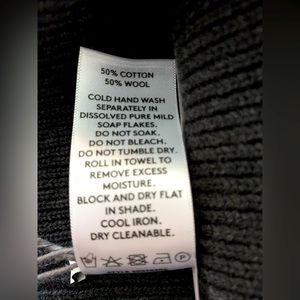 50% COTTON
50% WOOL
COLD HAND WASH
SEPARATELY IN
DISSOLVED PURE MILD
SOAP FLAKES.
DO NOT SOAK.
DO NOT BLEACH.
DO NOT TUMBLE DRY.
ROLL IN TOWEL TO
REMOVE EXCESS
MOISTURE.
BLOCK AND DRY FLAT
IN SHADE.
COOL IRON.
DRY CLEANABLE.
P